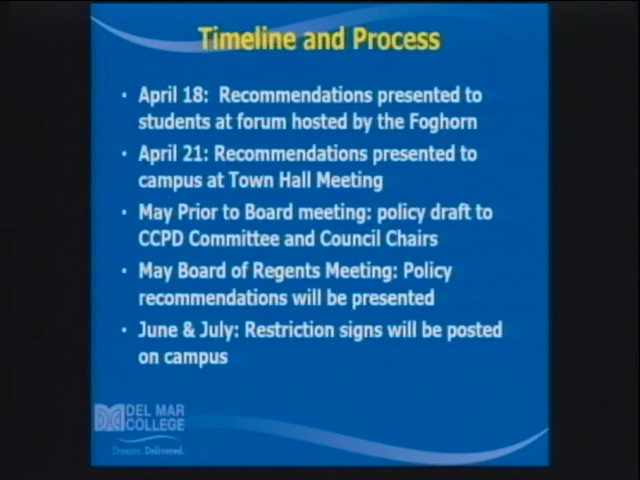 Timeline and Process
• April 18: Recommendations presented to
students at forum hosted by the Foghorn
• April 21: Recommendations presented to
campus at Town Hall Meeting
• May Prior to Board meeting: policy draft to
CCPD Committee and Council Chairs
• May Board of Regents Meeting: Policy
recommendations will be presented
• June & July: Restriction signs will be posted
on campus
DEL MAR
COLLEGE
Dreams. Delivered.